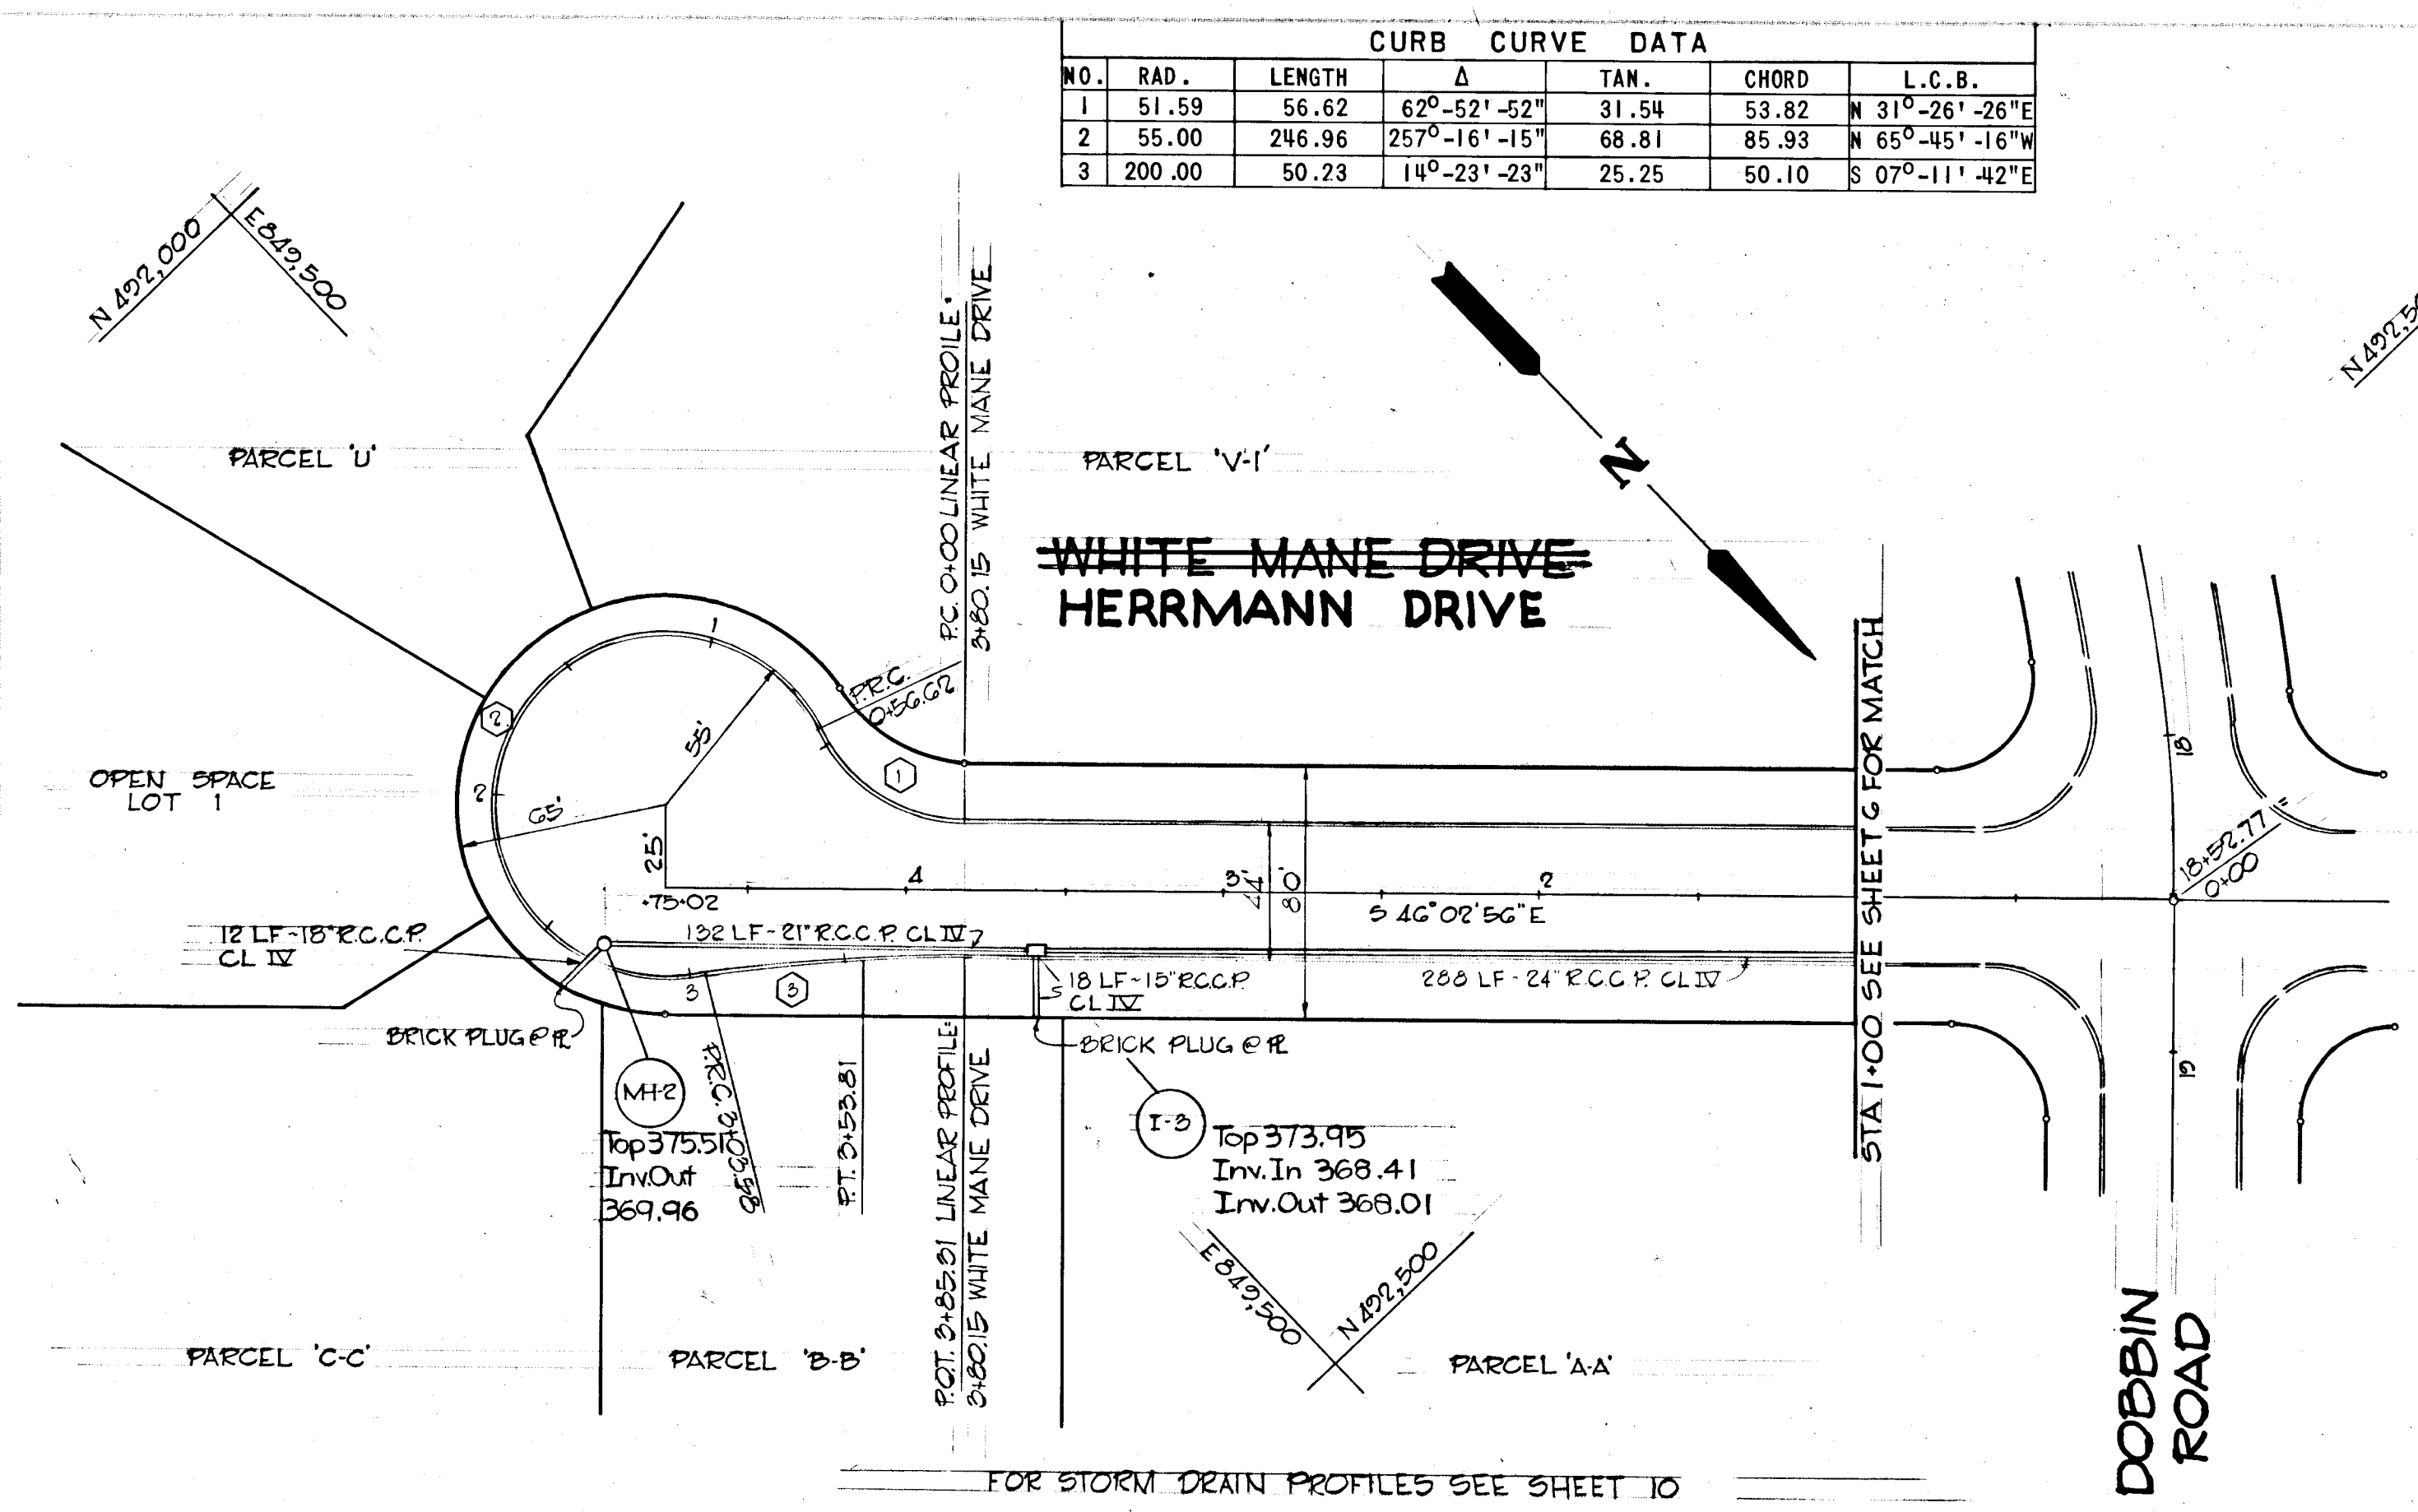 CURB CURVE DATA
NO. RAD. LENGTH Δ TAN. CHORD L.C.B.
1 51.59 56.62 62°-52'-52" 31.54 53.82 N 31°-26'-26"E
2 55.00 246.96 257°-16'-15" 68.81 85.93 N 65°-45'-16"W
3 200.00 50.23 14°-23'-23" 25.25 50.10 S 07°-11'-42"E
N 492,000
E 849,500
P.C. 0+00 LINEAR PROILE=
3+80.15 WHITE MANE DRIVE
PARCEL 'U'
PARCEL 'V-1'
N
WHITE MANE DRIVE
HERRMANN DRIVE
P.R.C.
0+56.62
1
2
1
2
55'
65'
25'
OPEN SPACE
LOT 1
STA 1+00 SEE SHEET 6 FOR MATCH
18
18+52.77=
0+00
19
4
3
2
+75.02
44'
80'
S 46°02'56"E
12 LF-18" R.C.C.P.
CL IV
132 LF-21" R.C.C.P. CL IV
18 LF-15" R.C.C.P.
CL IV
288 LF-24" R.C.C.P. CL IV
3
3
BRICK PLUG @ PL
BRICK PLUG @ PL
MH-2
Top 375.51
Inv.Out
369.96
P.R.C. 3+03.58
P.T. 3+53.81
P.O.T. 3+85.31 LINEAR PROFILE=
3+80.15 WHITE MANE DRIVE
I-3
Top 373.95
Inv.In 368.41
Inv.Out 368.01
E 849,500
N 492,500
PARCEL 'C-C'
PARCEL 'B-B'
PARCEL 'A-A'
DOBBIN
ROAD
FOR STORM DRAIN PROFILES SEE SHEET 10